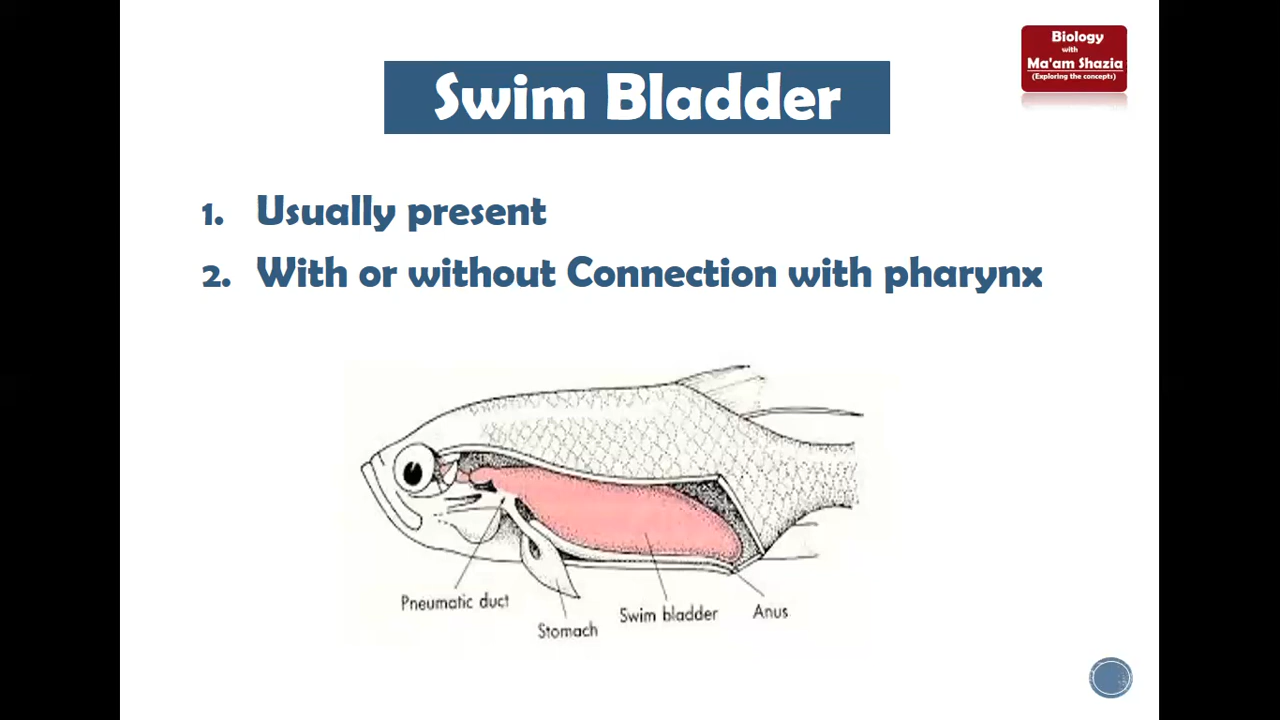 Biology
with
Ma'am Shazia
(Exploring the concepts)
Swim Bladder
1. Usually present
2. With or without Connection with pharynx
Pneumatic duct
Stomach
Swim bladder
Anus